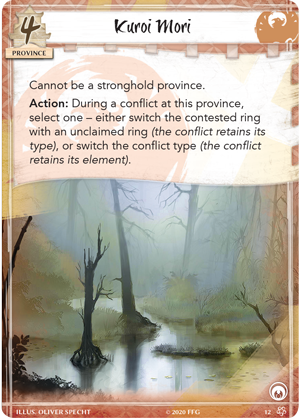 Kuroi Mori
4
PROVINCE
Cannot be a stronghold province.
Action: During a conflict at this province,
select one – either switch the contested ring
with an unclaimed ring (the conflict retains its
type), or switch the conflict type (the conflict
retains its element).
ILLUS. OLIVER SPECHT
© 2020 FFG
12